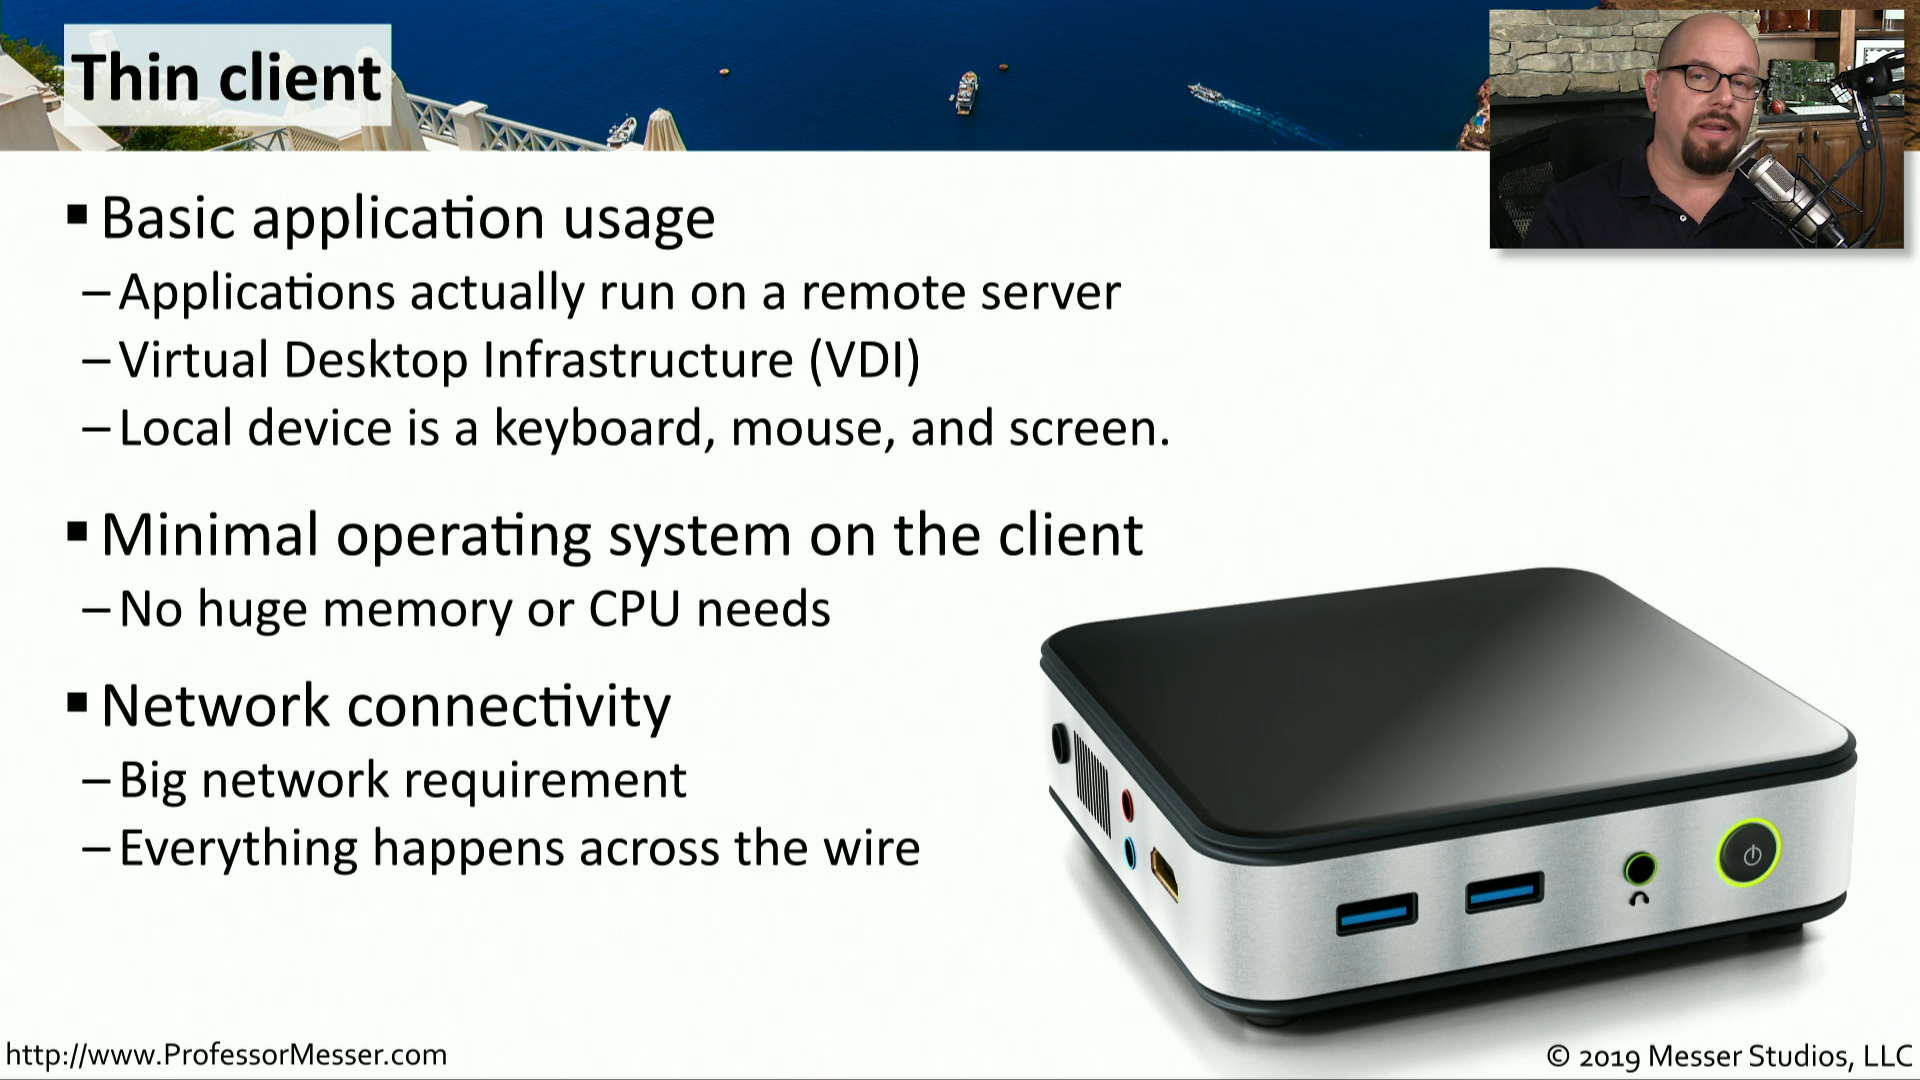 Thin client
▪ Basic application usage
– Applications actually run on a remote server
– Virtual Desktop Infrastructure (VDI)
– Local device is a keyboard, mouse, and screen.
▪ Minimal operating system on the client
– No huge memory or CPU needs
▪ Network connectivity
– Big network requirement
– Everything happens across the wire
http://www.ProfessorMesser.com
© 2019 Messer Studios, LLC